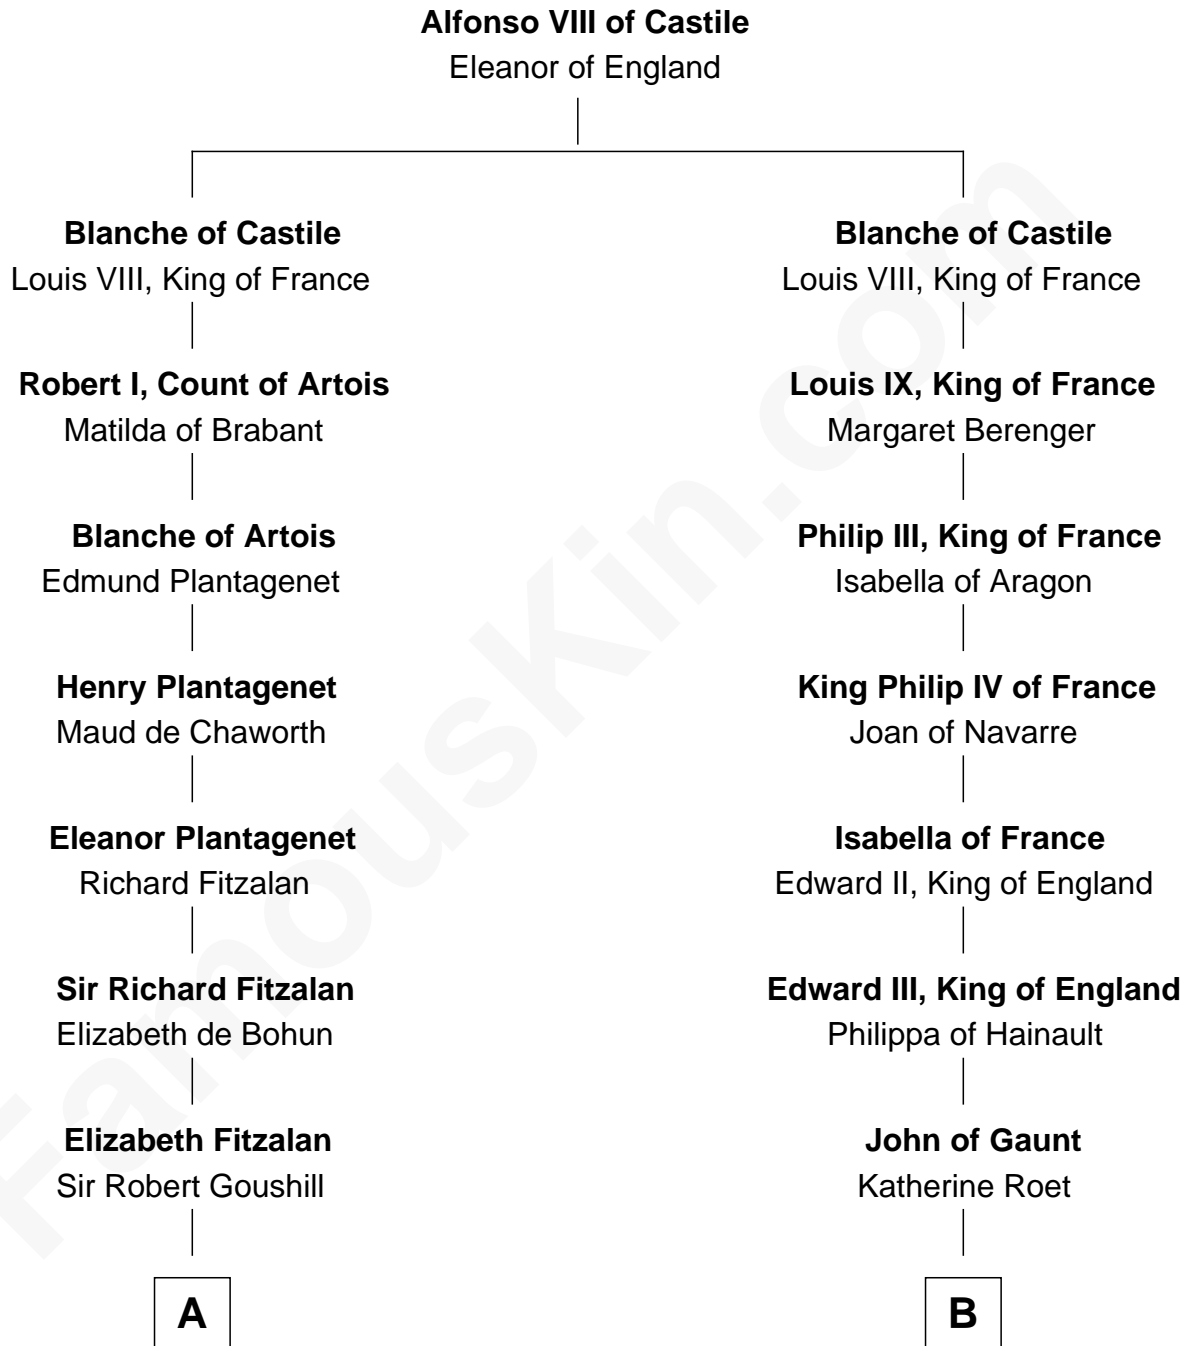 Alfonso VIII of Castile
Eleanor of England
Blanche of Castile
Louis VIII, King of France
Robert I, Count of Artois
Matilda of Brabant
Blanche of Artois
Edmund Plantagenet
Henry Plantagenet
Maud de Chaworth
Eleanor Plantagenet
Richard Fitzalan
Sir Richard Fitzalan
Elizabeth de Bohun
Elizabeth Fitzalan
Sir Robert Goushill
A
Blanche of Castile
Louis VIII, King of France
Louis IX, King of France
Margaret Berenger
Philip III, King of France
Isabella of Aragon
King Philip IV of France
Joan of Navarre
Isabella of France
Edward II, King of England
Edward III, King of England
Philippa of Hainault
John of Gaunt
Katherine Roet
B
FamousKin.com